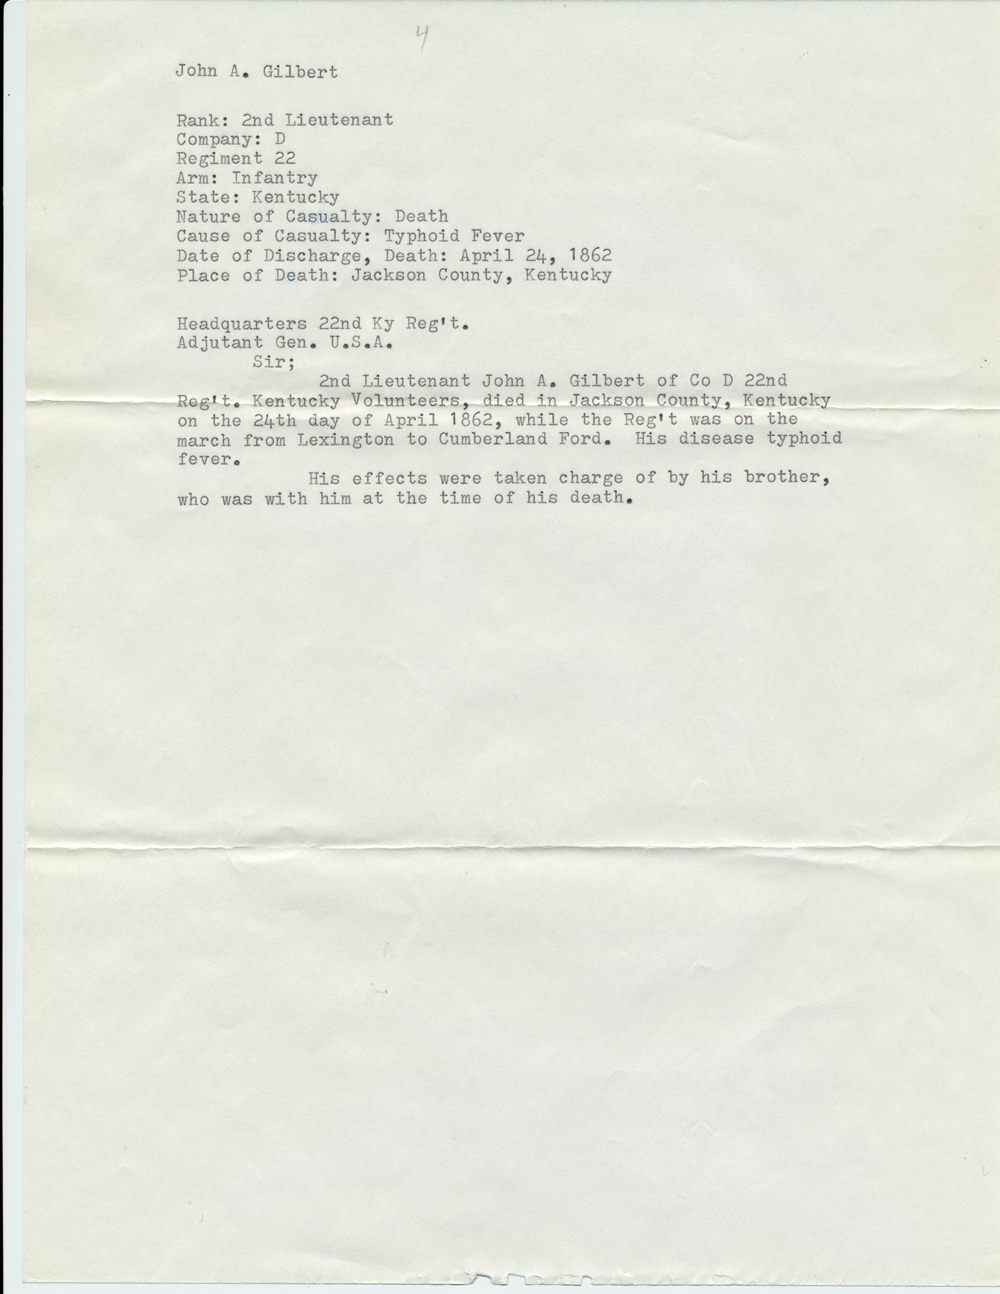 4
John A. Gilbert
Rank: 2nd Lieutenant
Company: D
Regiment 22
Arm: Infantry
State: Kentucky
Nature of Casualty: Death
Cause of Casualty: Typhoid Fever
Date of Discharge, Death: April 24, 1862
Place of Death: Jackson County, Kentucky
Headquarters 22nd Ky Reg't.
Adjutant Gen. U.S.A.
Sir;
2nd Lieutenant John A. Gilbert of Co D 22nd
Reg't. Kentucky Volunteers, died in Jackson County, Kentucky
on the 24th day of April 1862, while the Reg't was on the
march from Lexington to Cumberland Ford. His disease typhoid
fever.
His effects were taken charge of by his brother,
who was with him at the time of his death.